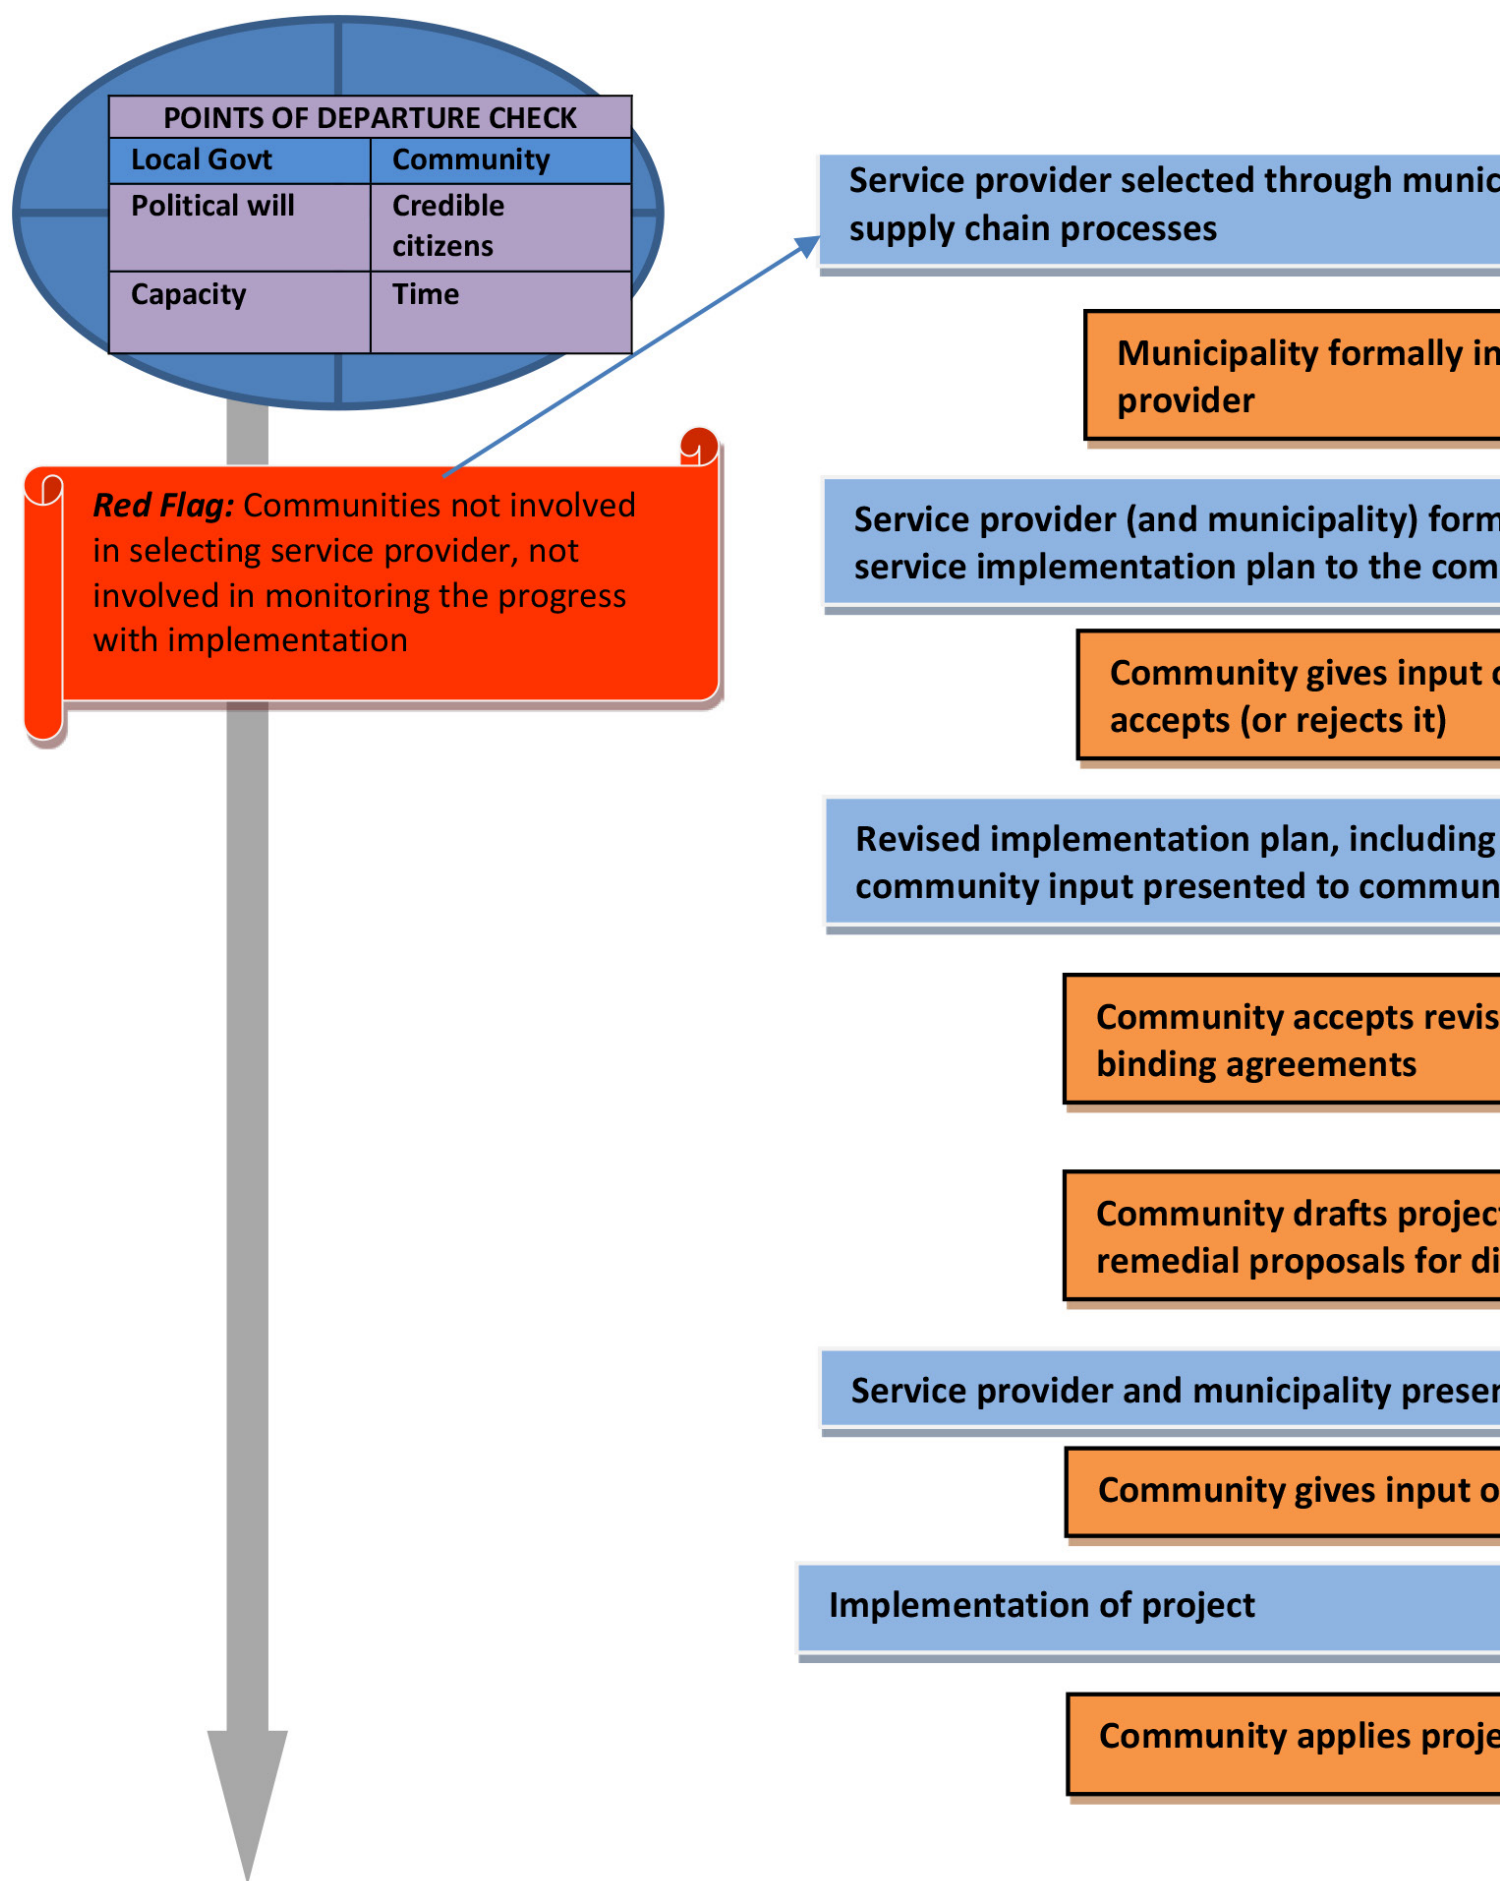 POINTS OF DEPARTURE CHECK
Local Govt Community
Political will Credible
citizens
Capacity Time
Red Flag: Communities not involved
in selecting service provider, not
involved in monitoring the progress
with implementation
Service provider selected through munic
supply chain processes
Municipality formally in
provider
Service provider (and municipality) form
service implementation plan to the com
Community gives input
accepts (or rejects it)
Revised implementation plan, including
community input presented to commun
Community accepts revis
binding agreements
Community drafts projec
remedial proposals for di
Service provider and municipality presen
Community gives input o
Implementation of project
Community applies proje